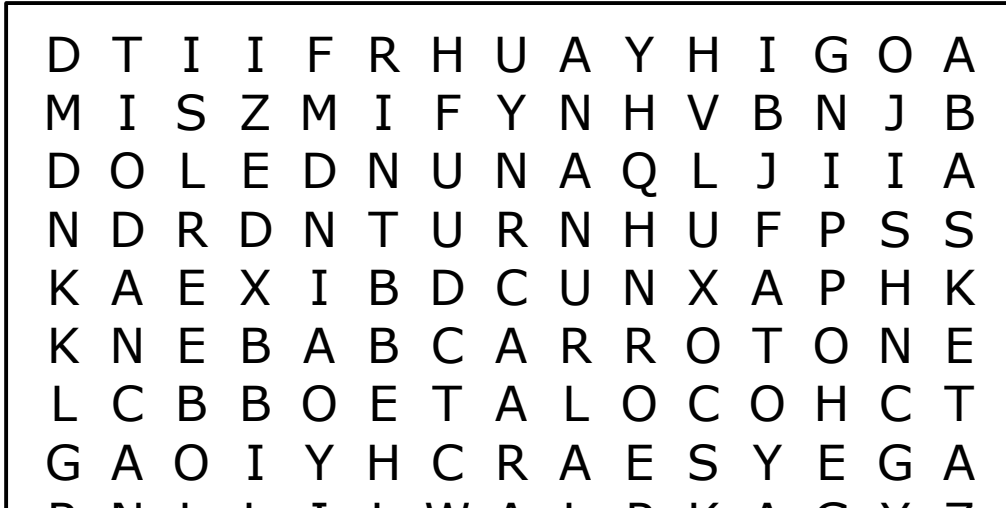 D T I I F R H U A Y H I G O A
M I S Z M I F Y N H V B N J B
D O L E D N U N A Q L J I I A
N D R D N T U R N H U F P S S
K A E X I B D C U N X A P H K
K N E B A B C A R R O T O N E
L C B B O E T A L O C O H C T
G A O I Y H C R A E S Y E G A